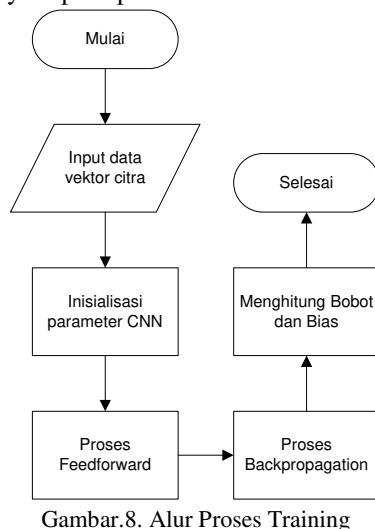 Mulai
Input data
vektor citra
Inisialisasi
parameter CNN
Proses
Feedforward
Proses
Backpropagation
Menghitung Bobot
dan Bias
Selesai
Gambar.8. Alur Proses Training